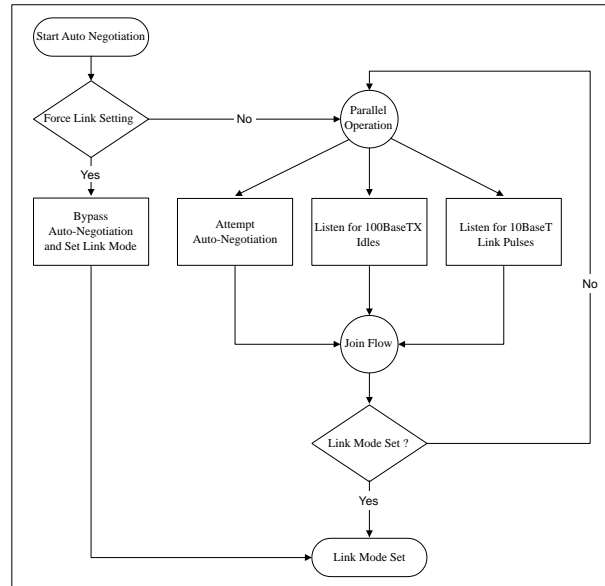 Start Auto Negotiation
Force Link Setting
No
Yes
Parallel
Operation
Bypass
Auto-Negotiation
and Set Link Mode
Attempt
Auto-Negotiation
Listen for 100BaseTX
Idles
Listen for 10BaseT
Link Pulses
No
Join Flow
Link Mode Set ?
Yes
Link Mode Set